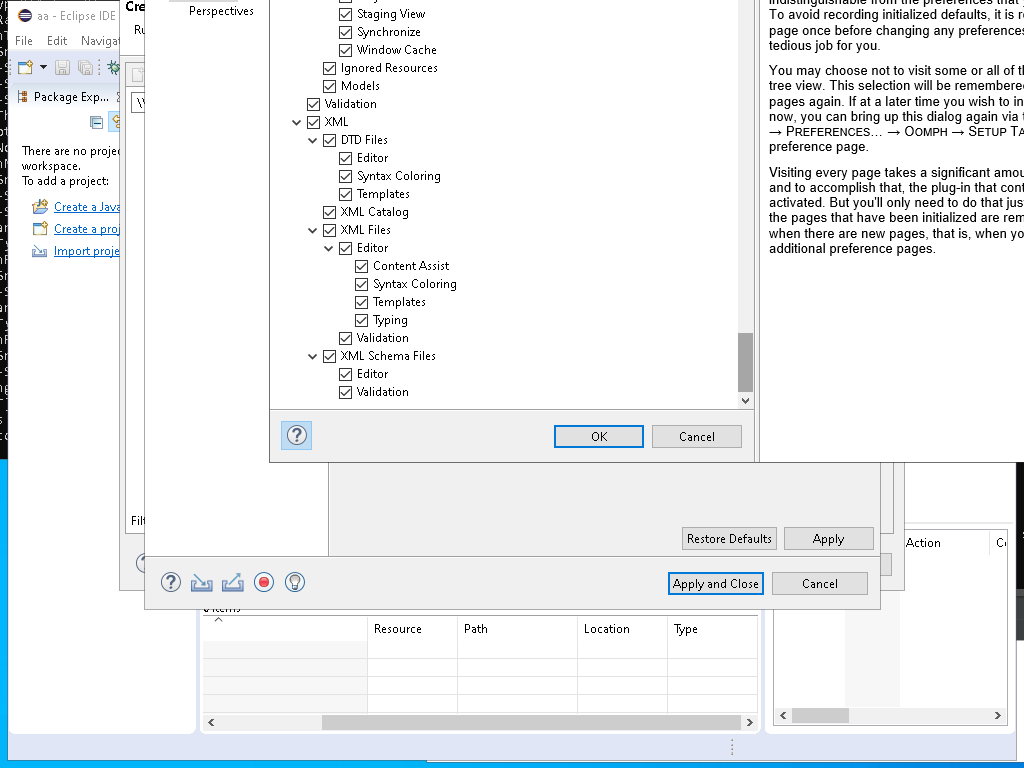 aa - Eclipse IDE
File Edit Navigat
Package Exp...
There are no projec
workspace.
To add a project:
Create a Java
Create a proj
Import proje
Cre
Ru
Filt
Perspectives
Staging View
Synchronize
Window Cache
Ignored Resources
Models
Validation
XML
DTD Files
Editor
Syntax Coloring
Templates
XML Catalog
XML Files
Editor
Content Assist
Syntax Coloring
Templates
Typing
Validation
XML Schema Files
Editor
Validation
OK Cancel
indistinguishable from the preferences that y
To avoid recording initialized defaults, it is re
page once before changing any preferences
tedious job for you.
You may choose not to visit some or all of th
tree view. This selection will be remembered
pages again. If at a later time you wish to in
now, you can bring up this dialog again via t
→ PREFERENCES... → OOMPH → SETUP TA
preference page.
Visiting every page takes a significant amou
and to accomplish that, the plug-in that cont
activated. But you'll only need to do that jus
the pages that have been initialized are rem
when there are new pages, that is, when yo
additional preference pages.
Restore Defaults Apply
Apply and Close Cancel
items
Resource Path Location Type
Action